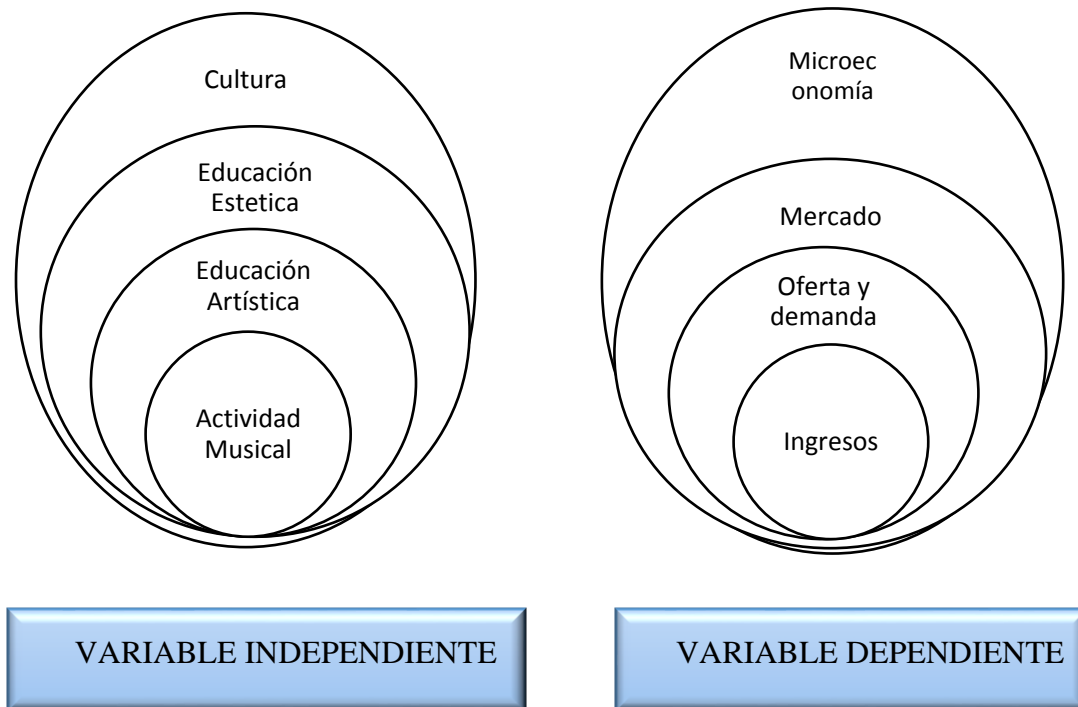 Cultura
Educación
Estetica
Educación
Artística
Actividad
Musical
VARIABLE INDEPENDIENTE
Microec
onomía
Mercado
Oferta y
demanda
Ingresos
VARIABLE DEPENDIENTE